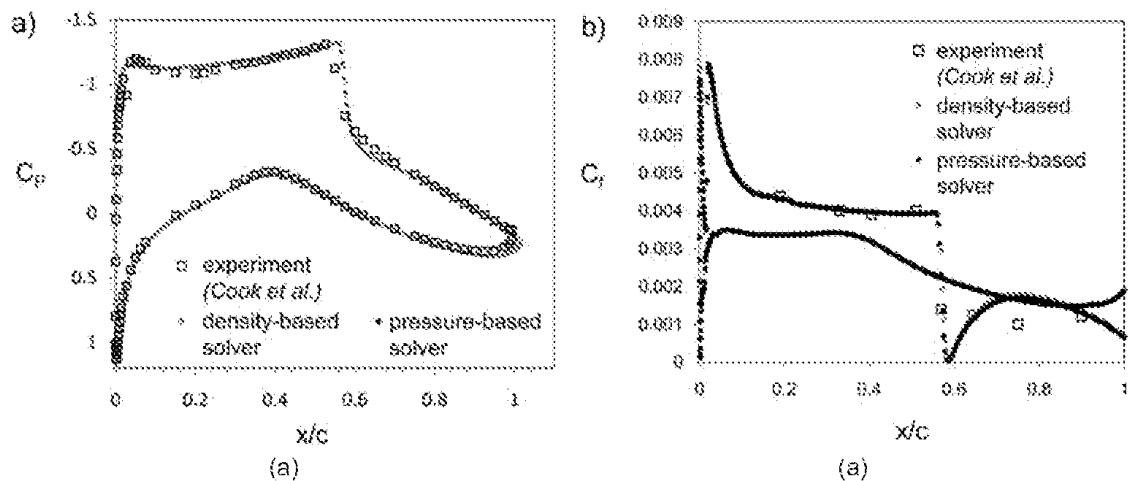 a)
-1.5
-1
-0.5
0
0.5
1
Cp
0
0.2
0.4
0.6
0.8
1
x/c
experiment
(Cook et al.)
density-based
solver
pressure-based
solver
(a)
b)
0.009
0.008
0.007
0.006
0.005
0.004
0.003
0.002
0.001
0
Cf
0
0.2
0.4
0.6
0.8
1
x/c
experiment
(Cook et al.)
density-based
solver
pressure-based
solver
(a)